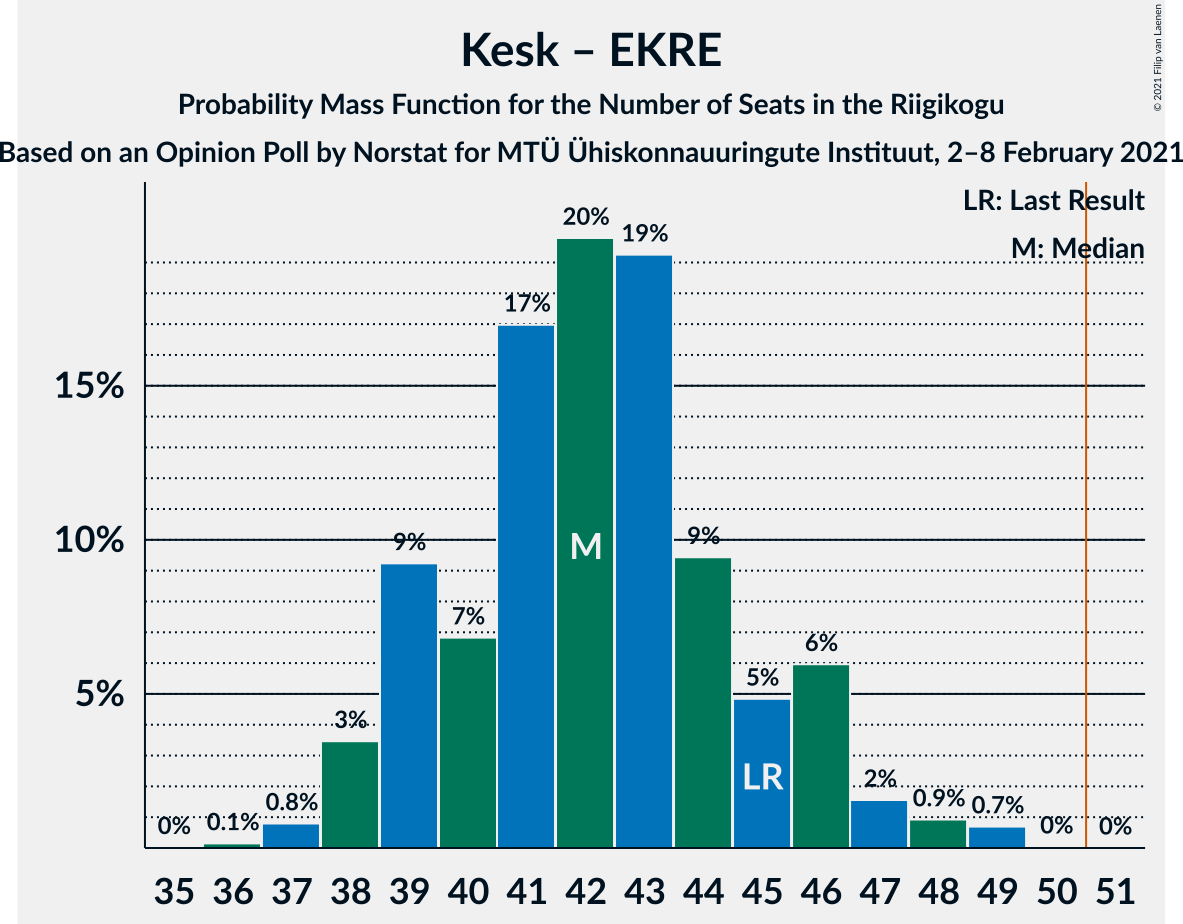 Kesk – EKRE
Probability Mass Function for the Number of Seats in the Riigikogu
Based on an Opinion Poll by Norstat for MTÜ Ühiskonnauuringute Instituut, 2–8 February 2021
© 2021 Filip van Laenen
LR: Last Result
M: Median
15%
10%
5%
0% 0.1% 0.8% 3% 9% 7% 17% 20% 19% 9% 5% 6% 2% 0.9% 0.7% 0% 0%
M
LR
35 36 37 38 39 40 41 42 43 44 45 46 47 48 49 50 51